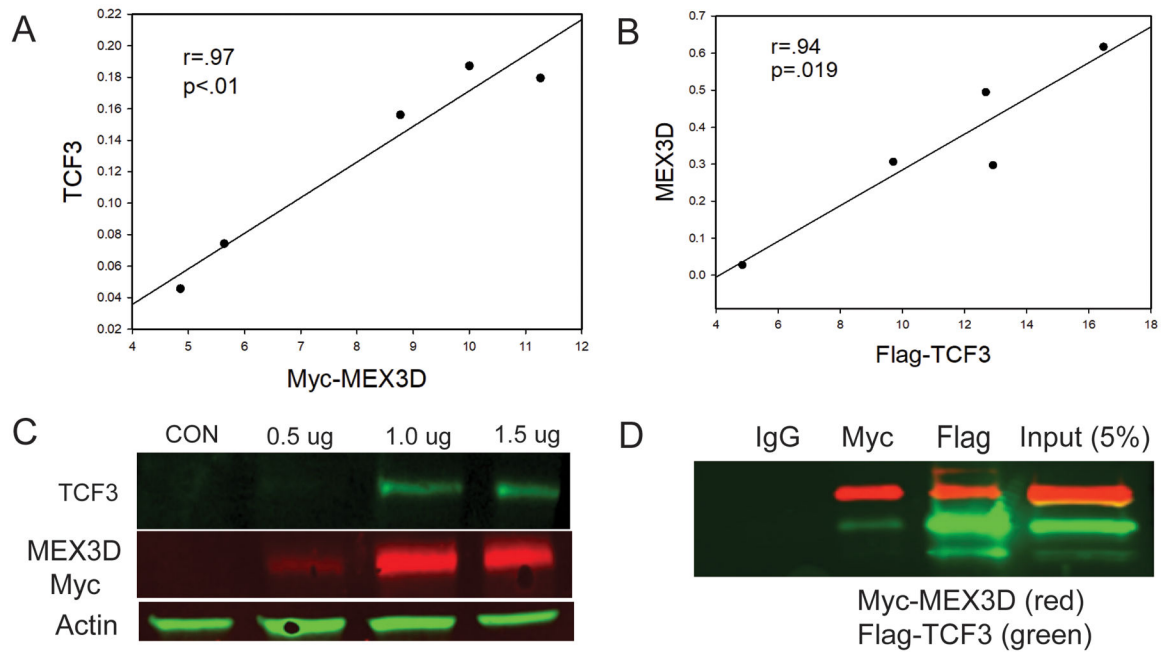 A
r=.97
p<.01
TCF3
0.22
0.20
0.18
0.16
0.14
0.12
0.10
0.08
0.06
0.04
0.02
4 5 6 7 8 9 10 11 12
Myc-MEX3D
B
r=.94
p=.019
MEX3D
0.7
0.6
0.5
0.4
0.3
0.2
0.1
0.0
4 6 8 10 12 14 16 18
Flag-TCF3
C
CON 0.5 ug 1.0 ug 1.5 ug
TCF3
MEX3D
Myc
Actin
D
IgG Myc Flag Input (5%)
Myc-MEX3D (red)
Flag-TCF3 (green)